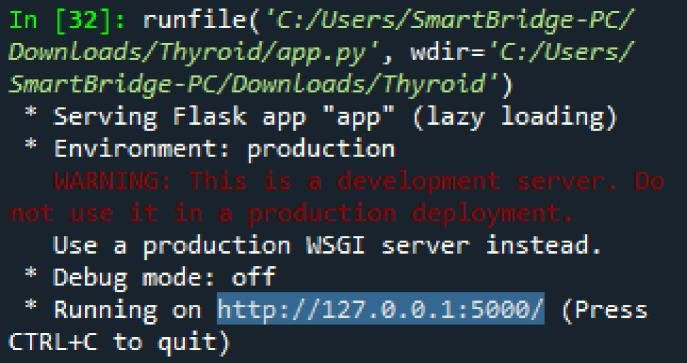 In [32]: runfile('C:/Users/SmartBridge-PC/
Downloads/Thyroid/app.py', wdir='C:/Users/
SmartBridge-PC/Downloads/Thyroid')
 * Serving Flask app "app" (lazy loading)
 * Environment: production
   WARNING: This is a development server. Do
not use it in a production deployment.
   Use a production WSGI server instead.
 * Debug mode: off
 * Running on http://127.0.0.1:5000/ (Press
CTRL+C to quit)